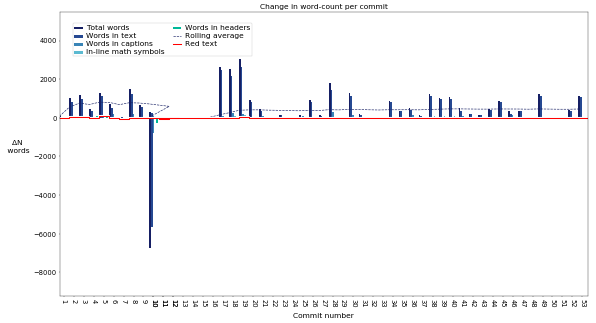 Change in word-count per commit
Total words
Words in text
Words in captions
in-line math symbols
Words in headers
Rolling average
Red text
4000
2000
0
−2000
−4000
−6000
−8000
ΔN
words
1 2 3 4 5 6 7 8 9 10 11 12 13 14 15 16 17 18 19 20 21 22 23 24 25 26 27 28 29 30 31 32 33 34 35 36 37 38 39 40 41 42 43 44 45 46 47 48 49 50 51 52 53
Commit number